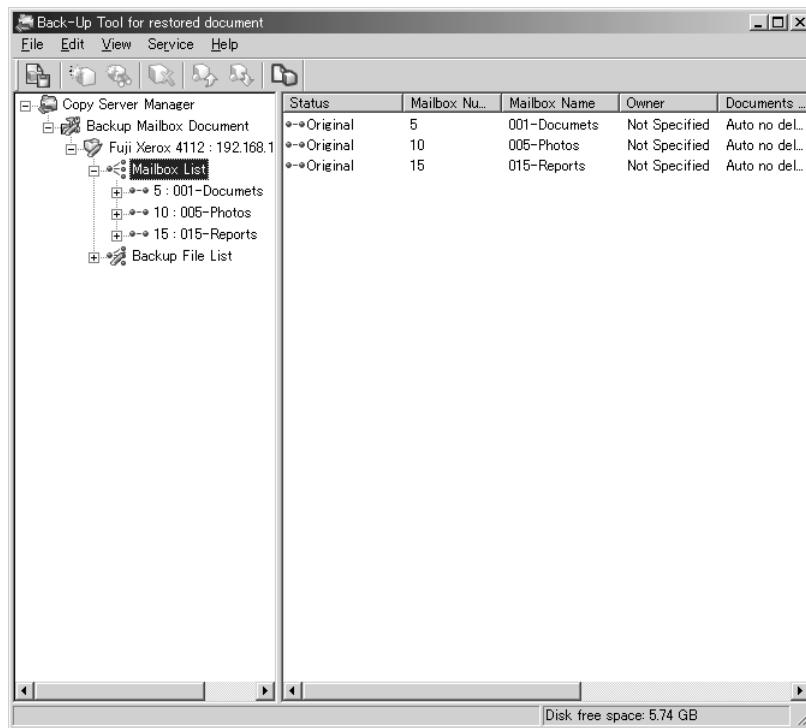 Back-Up Tool for restored document
File Edit View Service Help
Copy Server Manager
Backup Mailbox Document
Fuji Xerox 4112 : 192.168.1
Mailbox List
5 : 001-Documets
10 : 005-Photos
15 : 015-Reports
Backup File List
Status Mailbox Nu... Mailbox Name Owner Documents ...
Original 5 001-Documets Not Specified Auto no del...
Original 10 005-Photos Not Specified Auto no del...
Original 15 015-Reports Not Specified Auto no del...
Disk free space: 5.74 GB